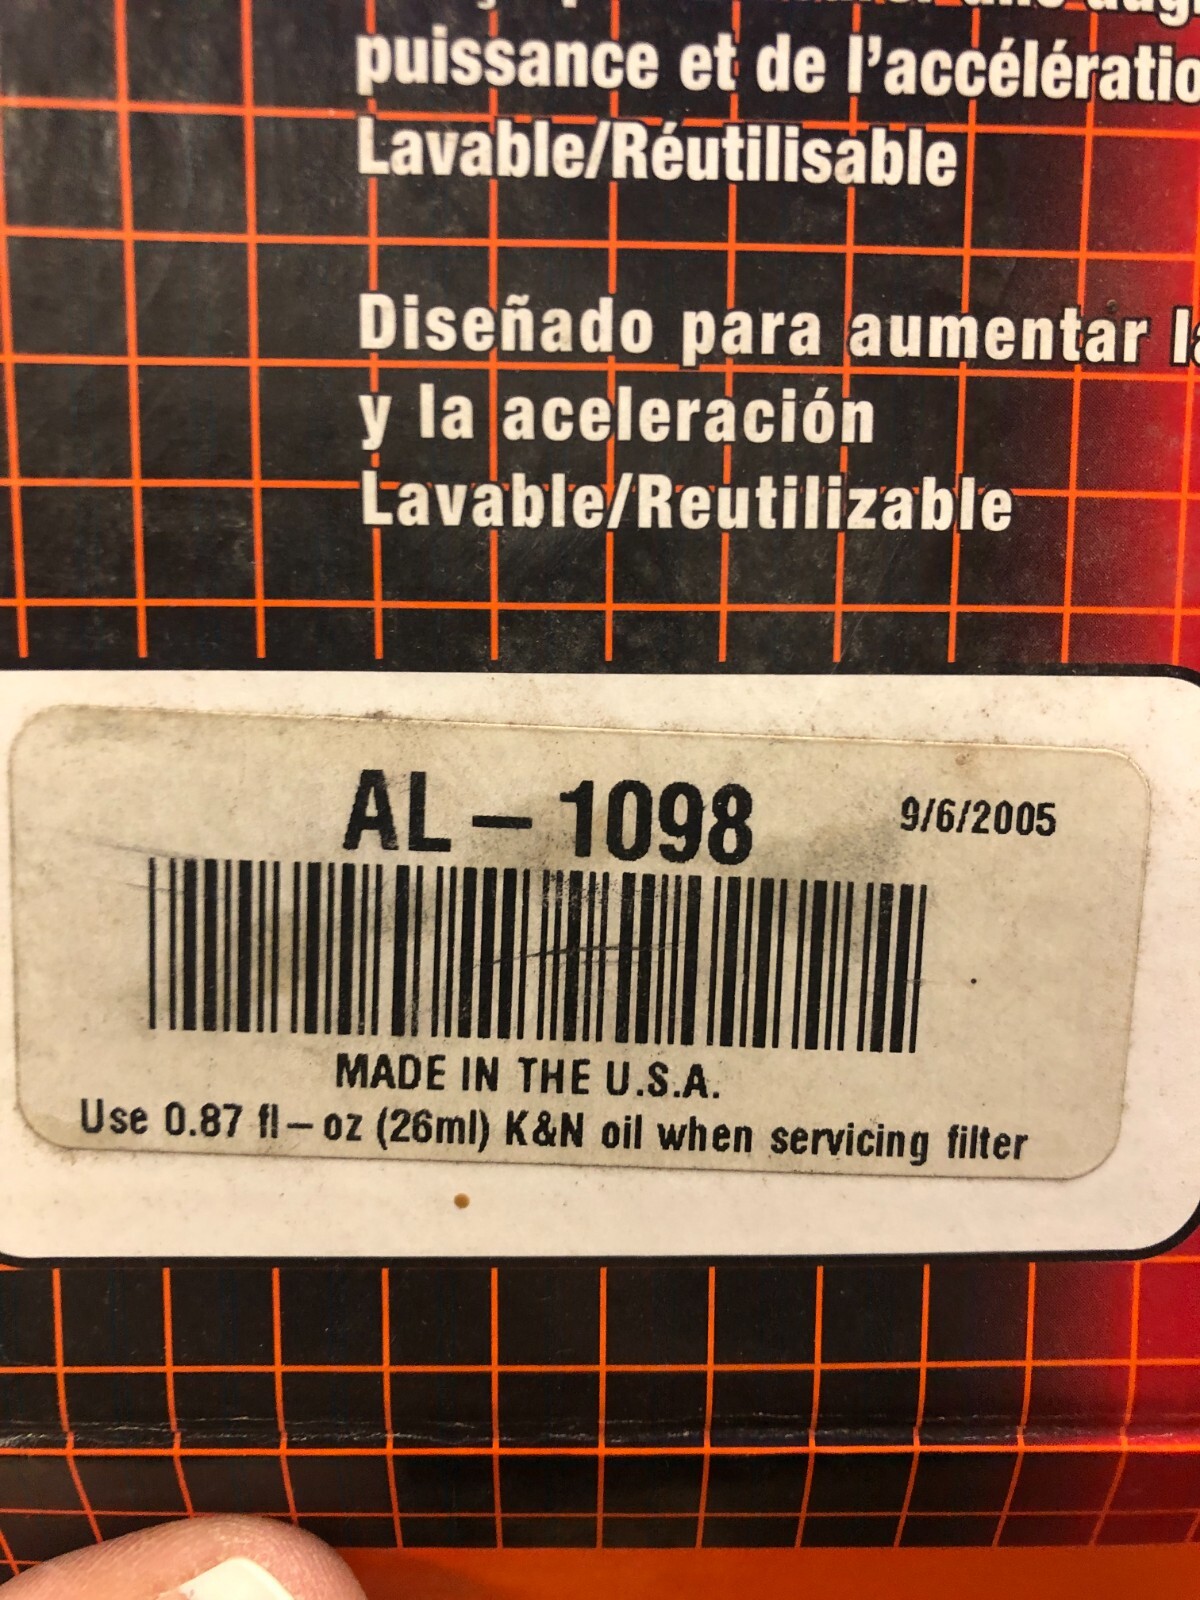 puissance et de l'accélératio
Lavable/Réutilisable
Diseñado para aumentar la
y la aceleración
Lavable/Reutilizable
AL-1098
9/6/2005
MADE IN THE U.S.A.
Use 0.87 fl-oz (26ml) K&N oil when servicing filter